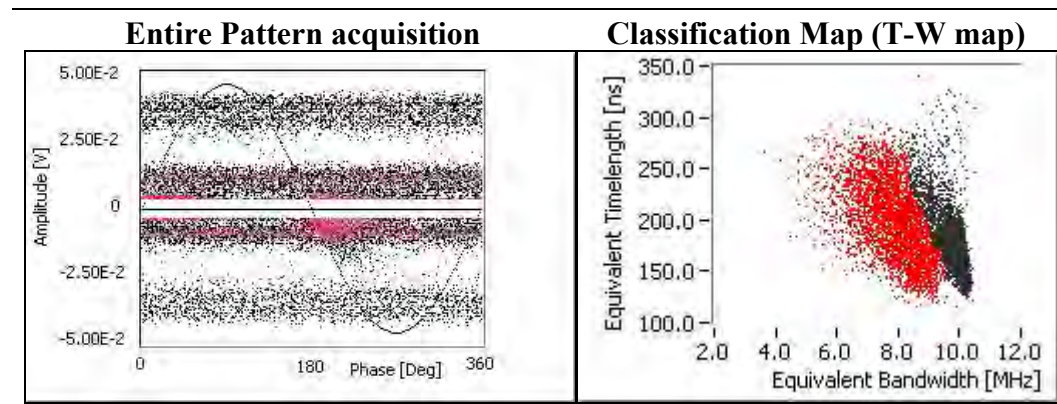 Entire Pattern acquisition
Classification Map (T-W map)
5.00E-2
2.50E-2
0
-2.50E-2
-5.00E-2
Amplitude [V]
0
180
Phase [Deg]
360
350.0
300.0
250.0
200.0
150.0
100.0
Equivalent Timelength [ns]
2.0 4.0 6.0 8.0 10.0 12.0
Equivalent Bandwidth [MHz]